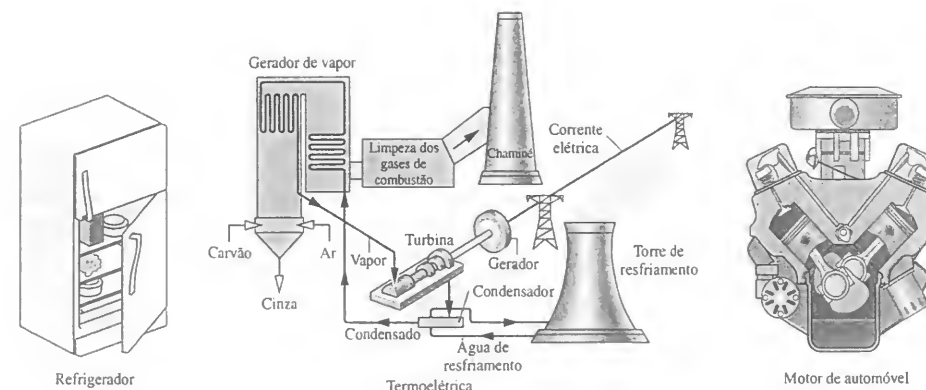 Gerador de vapor
Limpeza dos
gases de
combustão
Chaminé
Corrente
elétrica
Carvão
Ar
Vapor
Turbina
Gerador
Torre de
resfriamento
Cinza
Condensador
Condensado
Água de
resfriamento
Refrigerador
Termoelétrica
Motor de automóvel